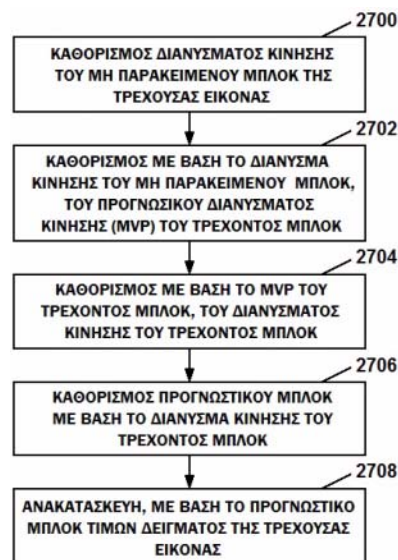 2700
ΚΑΘΟΡΙΣΜΟΣ ΔΙΑΝΥΣΜΑΤΟΣ ΚΙΝΗΣΗΣ
ΤΟΥ ΜΗ ΠΑΡΑΚΕΙΜΕΝΟΥ ΜΠΛΟΚ ΤΗΣ
ΤΡΕΧΟΥΣΑΣ ΕΙΚΟΝΑΣ
2702
ΚΑΘΟΡΙΣΜΟΣ ΜΕ ΒΑΣΗ ΤΟ ΔΙΑΝΥΣΜΑ
ΚΙΝΗΣΗΣ ΤΟΥ ΜΗ ΠΑΡΑΚΕΙΜΕΝΟΥ ΜΠΛΟΚ,
ΤΟΥ ΠΡΟΓΝΩΣΙΚΟΥ ΔΙΑΝΥΣΜΑΤΟΣ
ΚΙΝΗΣΗΣ (MVP) ΤΟΥ ΤΡΕΧΟΝΤΟΣ ΜΠΛΟΚ
2704
ΚΑΘΟΡΙΣΜΟΣ ΜΕ ΒΑΣΗ ΤΟ MVP ΤΟΥ
ΤΡΕΧΟΝΤΟΣ ΜΠΛΟΚ, ΤΟΥ ΔΙΑΝΥΣΜΑΤΟΣ
ΚΙΝΗΣΗΣ ΤΟΥ ΤΡΕΧΟΝΤΟΣ ΜΠΛΟΚ
2706
ΚΑΘΟΡΙΣΜΟΣ ΠΡΟΓΝΩΣΤΙΚΟΥ ΜΠΛΟΚ
ΜΕ ΒΑΣΗ ΤΟ ΔΙΑΝΥΣΜΑ ΚΙΝΗΣΗΣ ΤΟΥ
ΤΡΕΧΟΝΤΟΣ ΜΠΛΟΚ
2708
ΑΝΑΚΑΤΑΣΚΕΥΗ, ΜΕ ΒΑΣΗ ΤΟ ΠΡΟΓΝΩΣΤΙΚΟ
ΜΠΛΟΚ ΤΙΜΩΝ ΔΕΙΓΜΑΤΟΣ ΤΗΣ ΤΡΕΧΟΥΣΑΣ
ΕΙΚΟΝΑΣ